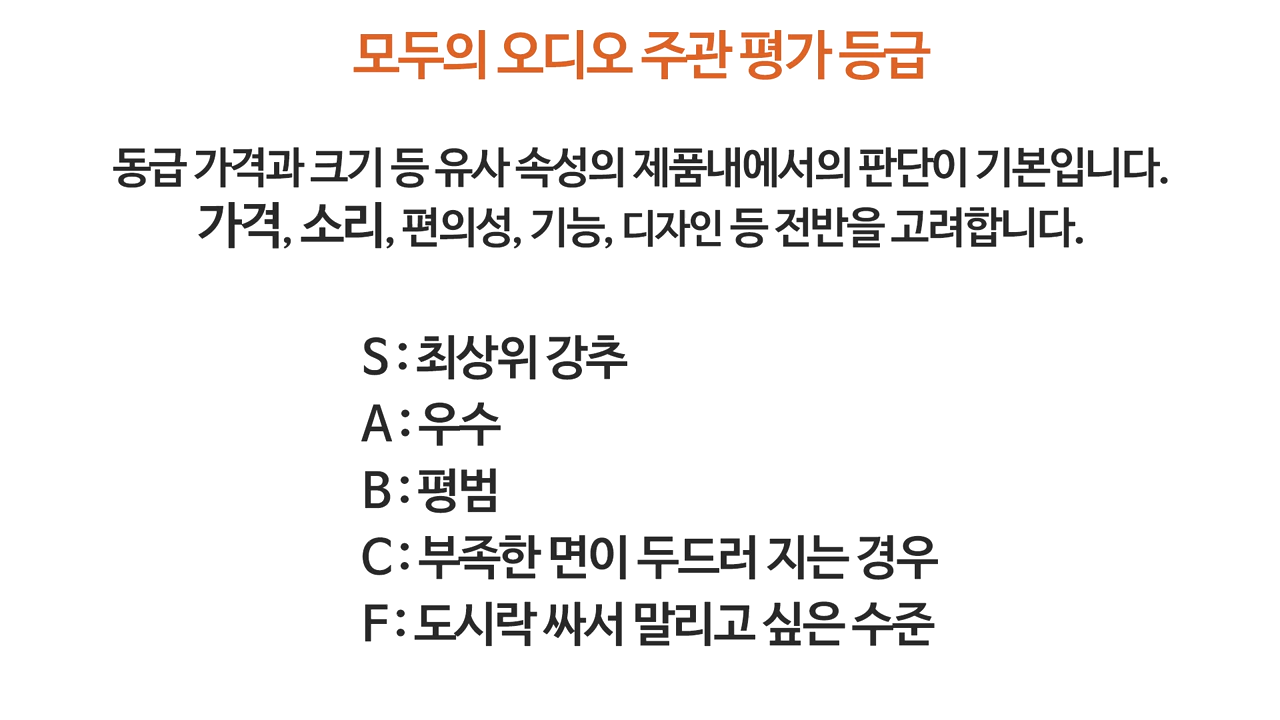 모두의 오디오 주관 평가 등급
동급 가격과 크기 등 유사 속성의 제품내에서의 판단이 기본입니다.
가격, 소리, 편의성, 기능, 디자인 등 전반을 고려합니다.
S : 최상위 강추
A : 우수
B : 평범
C : 부족한 면이 두드러 지는 경우
F : 도시락 싸서 말리고 싶은 수준